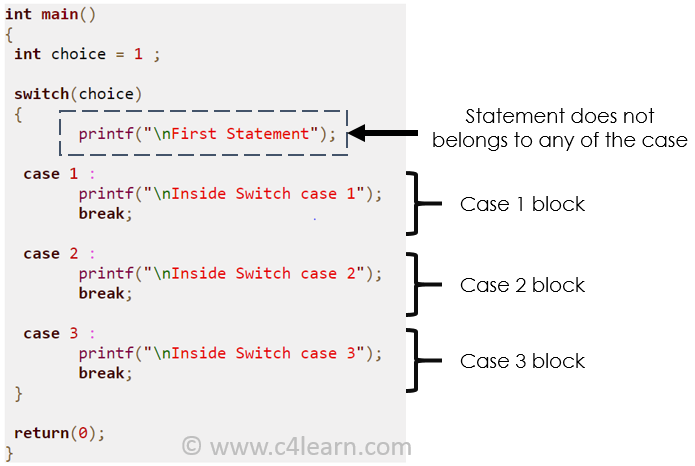 int main()
{
int choice = 1 ;
switch(choice)
{
printf("\nFirst Statement");
Statement does not
belongs to any of the case
case 1 :
printf("\nInside Switch case 1");
break;
Case 1 block
case 2 :
printf("\nInside Switch case 2");
break;
Case 2 block
case 3 :
printf("\nInside Switch case 3");
break;
Case 3 block
}
return(0);
}
© www.c4learn.com